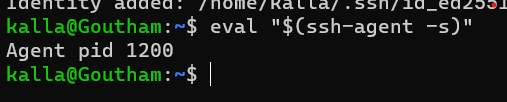 Identity added: /home/kalla/.ssh/id_ed2551
kalla@Goutham:~$ eval "$(ssh-agent -s)"
Agent pid 1200
kalla@Goutham:~$